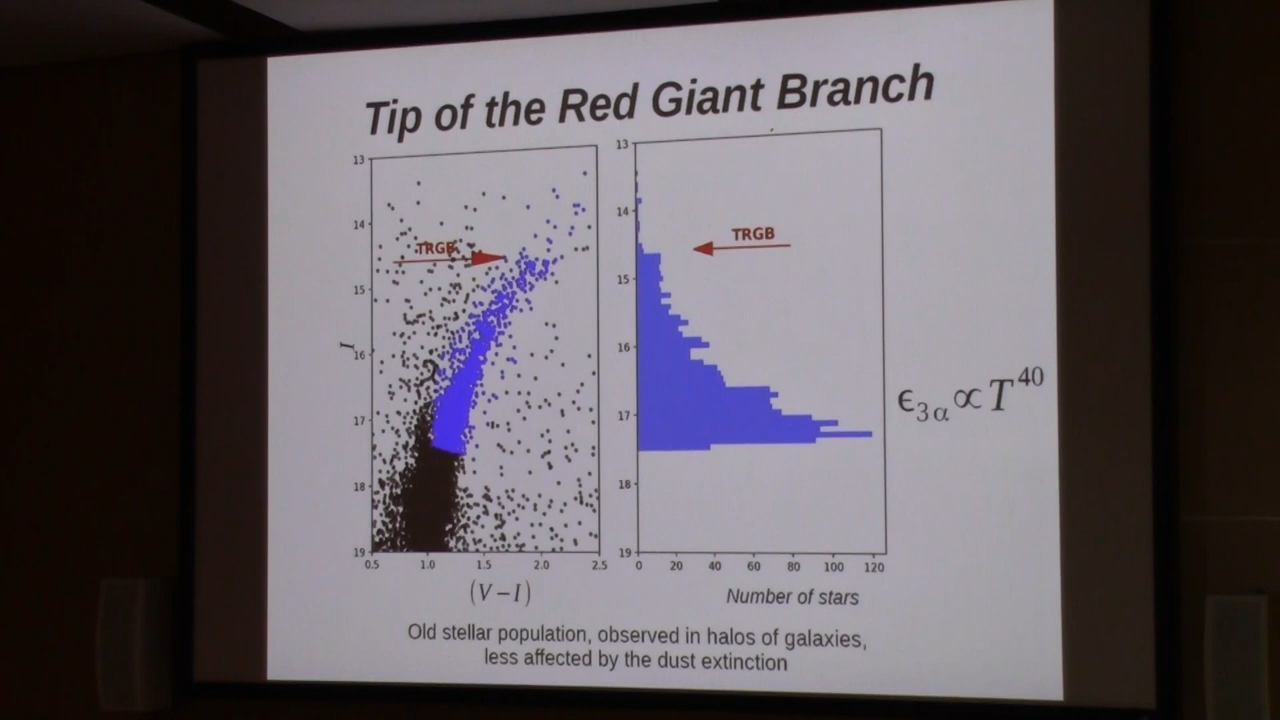 Tip of the Red Giant Branch
13
14
15
16
17
18
19
I
TRGB
0.5 1.0 1.5 2.0 2.5
(V−I)
13
14
15
16
17
18
19
TRGB
0 20 40 60 80 100 120
Number of stars
ϵ3α∝T40
Old stellar population, observed in halos of galaxies,
less affected by the dust extinction